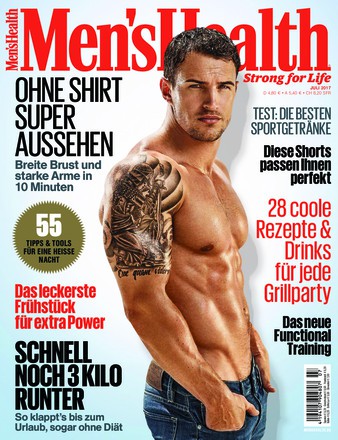 Men'sHealth
Men'sHealth
Strong for Life
JULI 2017
OHNE SHIRT
SUPER
AUSSEHEN
Breite Brust und
starke Arme in
10 Minuten
TEST: DIE BESTEN
SPORTGETRÄNKE
Diese Shorts
passen Ihnen
perfekt
55
TIPPS & TOOLS
FÜR EINE HEISSE
NACHT
28 coole
Rezepte &
Drinks
für jede
Grillparty
Das leckerste
Frühstück
für extra Power
Das neue
Functional
Training
SCHNELL
NOCH 3 KILO
RUNTER
So klappt's bis zum
Urlaub, sogar ohne Diät